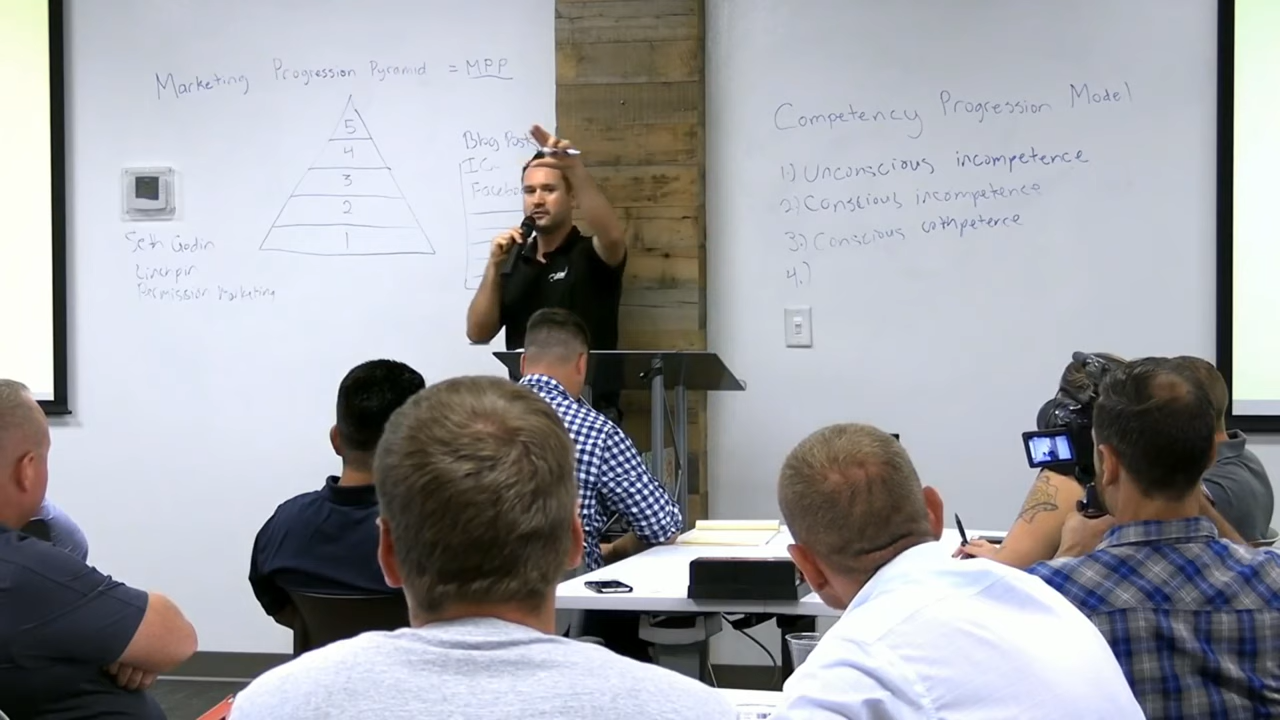 Marketing Progression Pyramid = MPP
5
4
3
2
1
Blog Post
IG
Facebo
Seth Godin
Linchpin
Permission Marketing
Competency Progression Model
1.) Unconscious incompetence
2.) Conscious incompetence
3.) Conscious competence
4.)